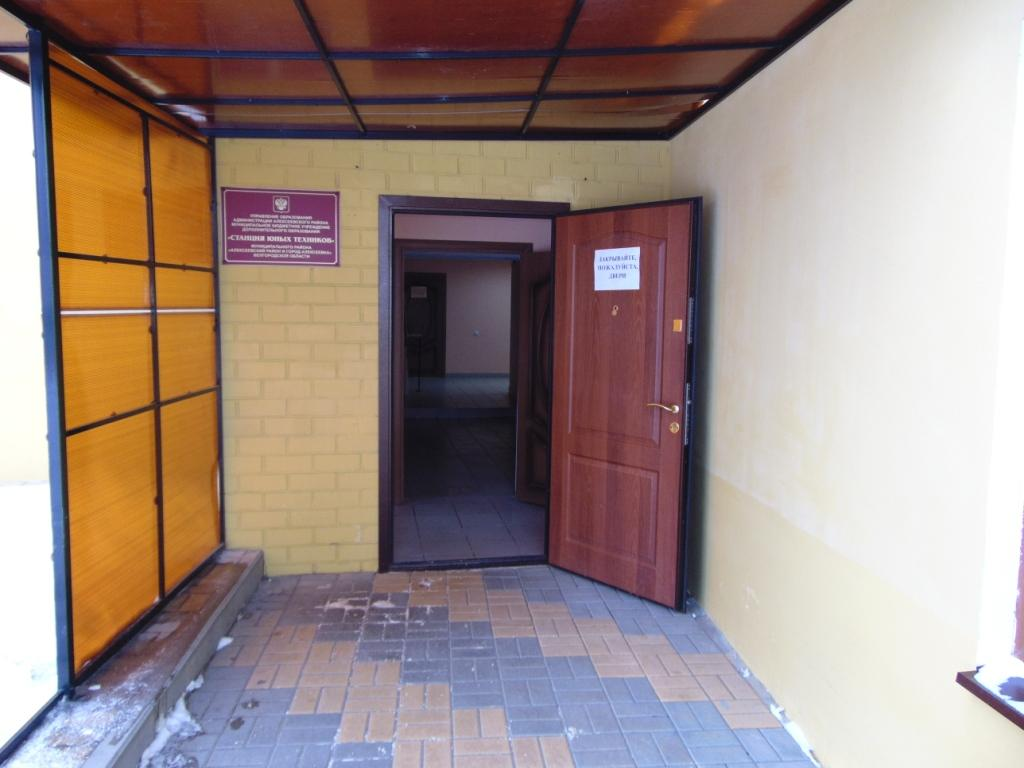 УПРАВЛЕНИЕ ОБРАЗОВАНИЯ
АДМИНИСТРАЦИИ АЛЕКСЕЕВСКОГО РАЙОНА
МУНИЦИПАЛЬНОЕ БЮДЖЕТНОЕ УЧРЕЖДЕНИЕ
ДОПОЛНИТЕЛЬНОГО ОБРАЗОВАНИЯ
«СТАНЦИЯ ЮНЫХ ТЕХНИКОВ»
МУНИЦИПАЛЬНОГО РАЙОНА
«АЛЕКСЕЕВСКИЙ РАЙОН И ГОРОД АЛЕКСЕЕВКА»
БЕЛГОРОДСКОЙ ОБЛАСТИ
ЗАКРЫВАЙТЕ,
ПОЖАЛУЙСТА,
ДВЕРИ